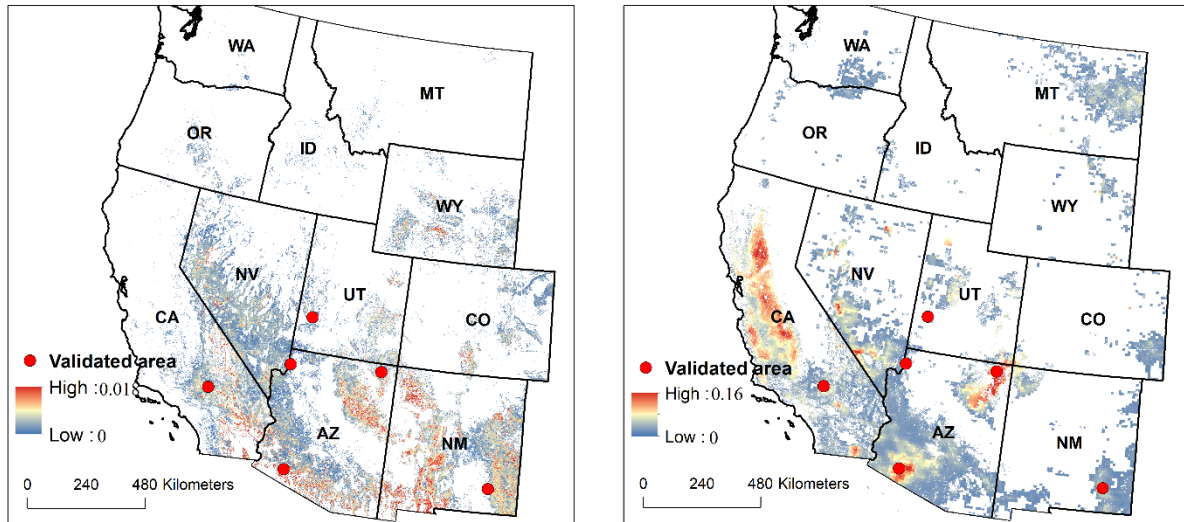 WA
MT
OR
ID
WY
NV
UT
CO
CA
Validated area
High :0.018
Low : 0
AZ
NM
0 240 480 Kilometers
WA
MT
OR
ID
WY
NV
UT
CO
CA
Validated area
High :0.16
Low : 0
AZ
NM
0 240 480 Kilometers